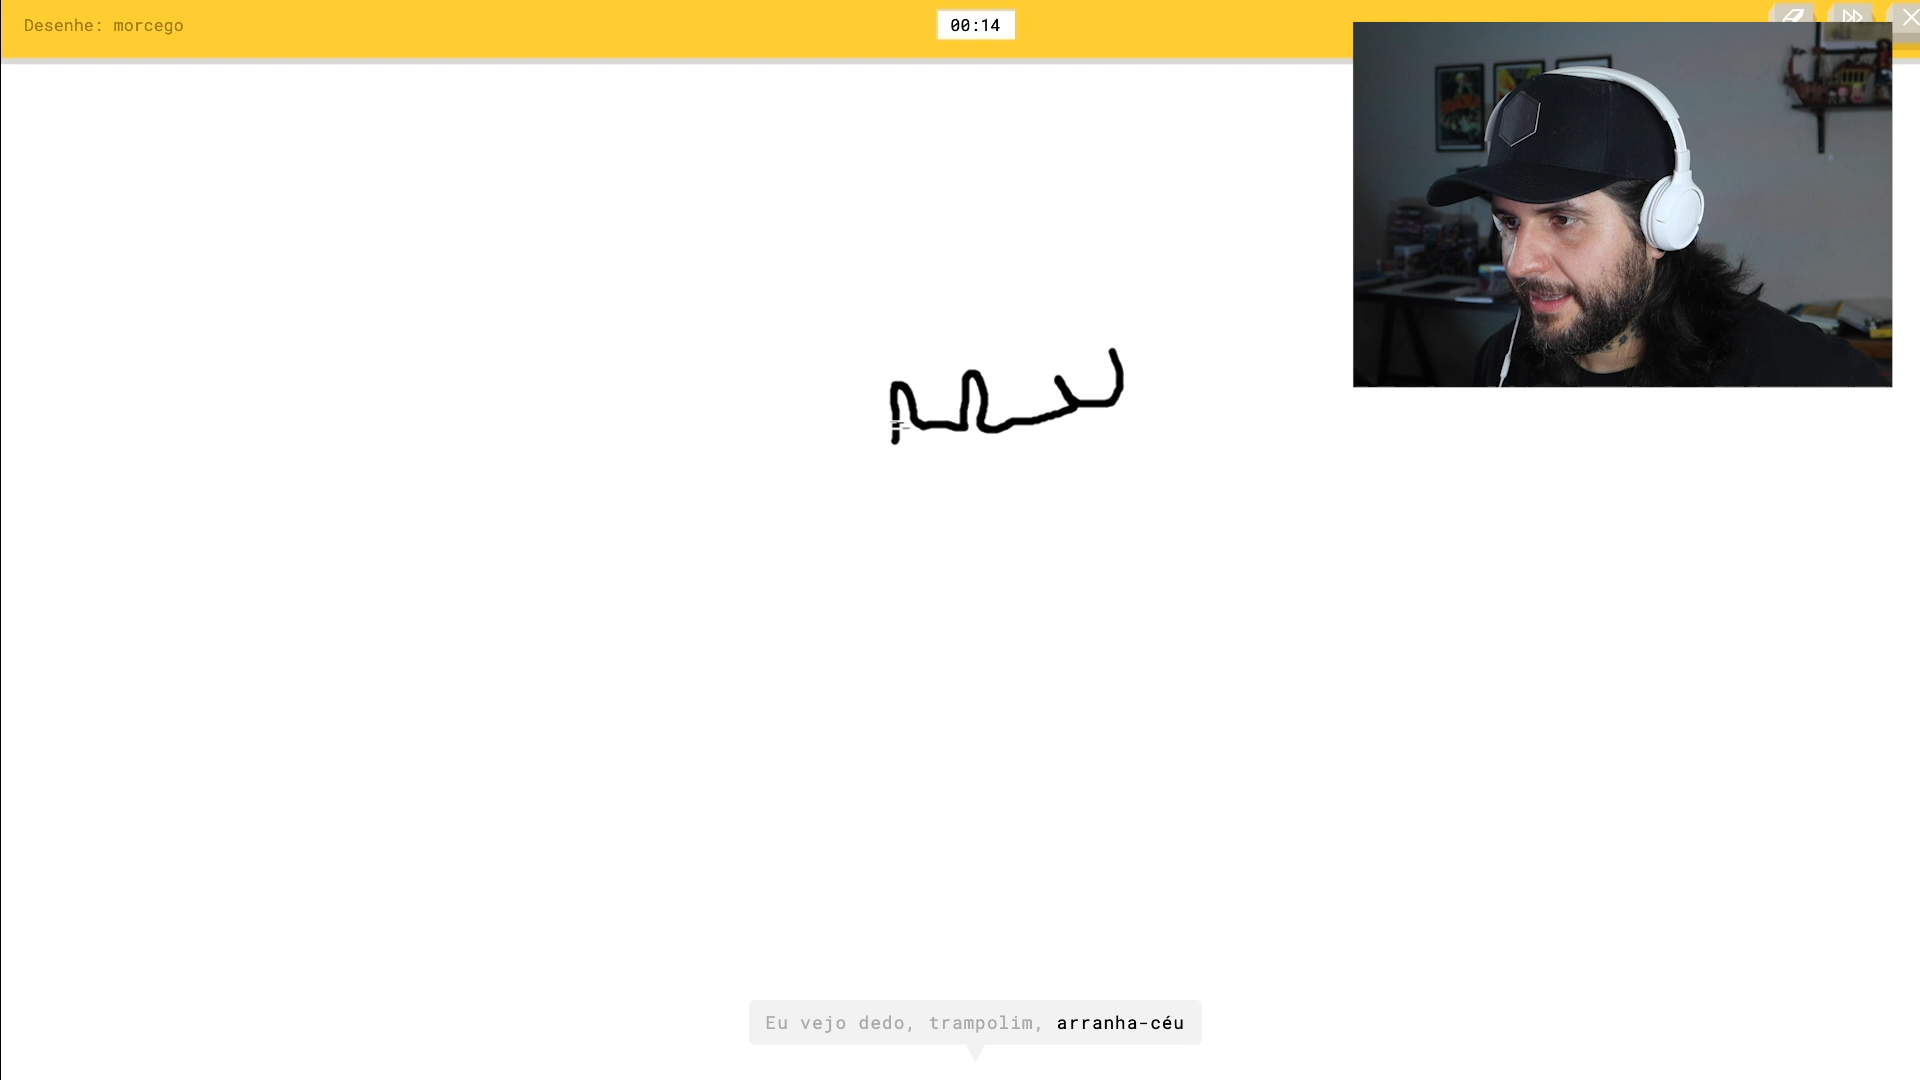 Desenhe: morcego
00:14
Eu vejo dedo, trampolim, arranha-céu